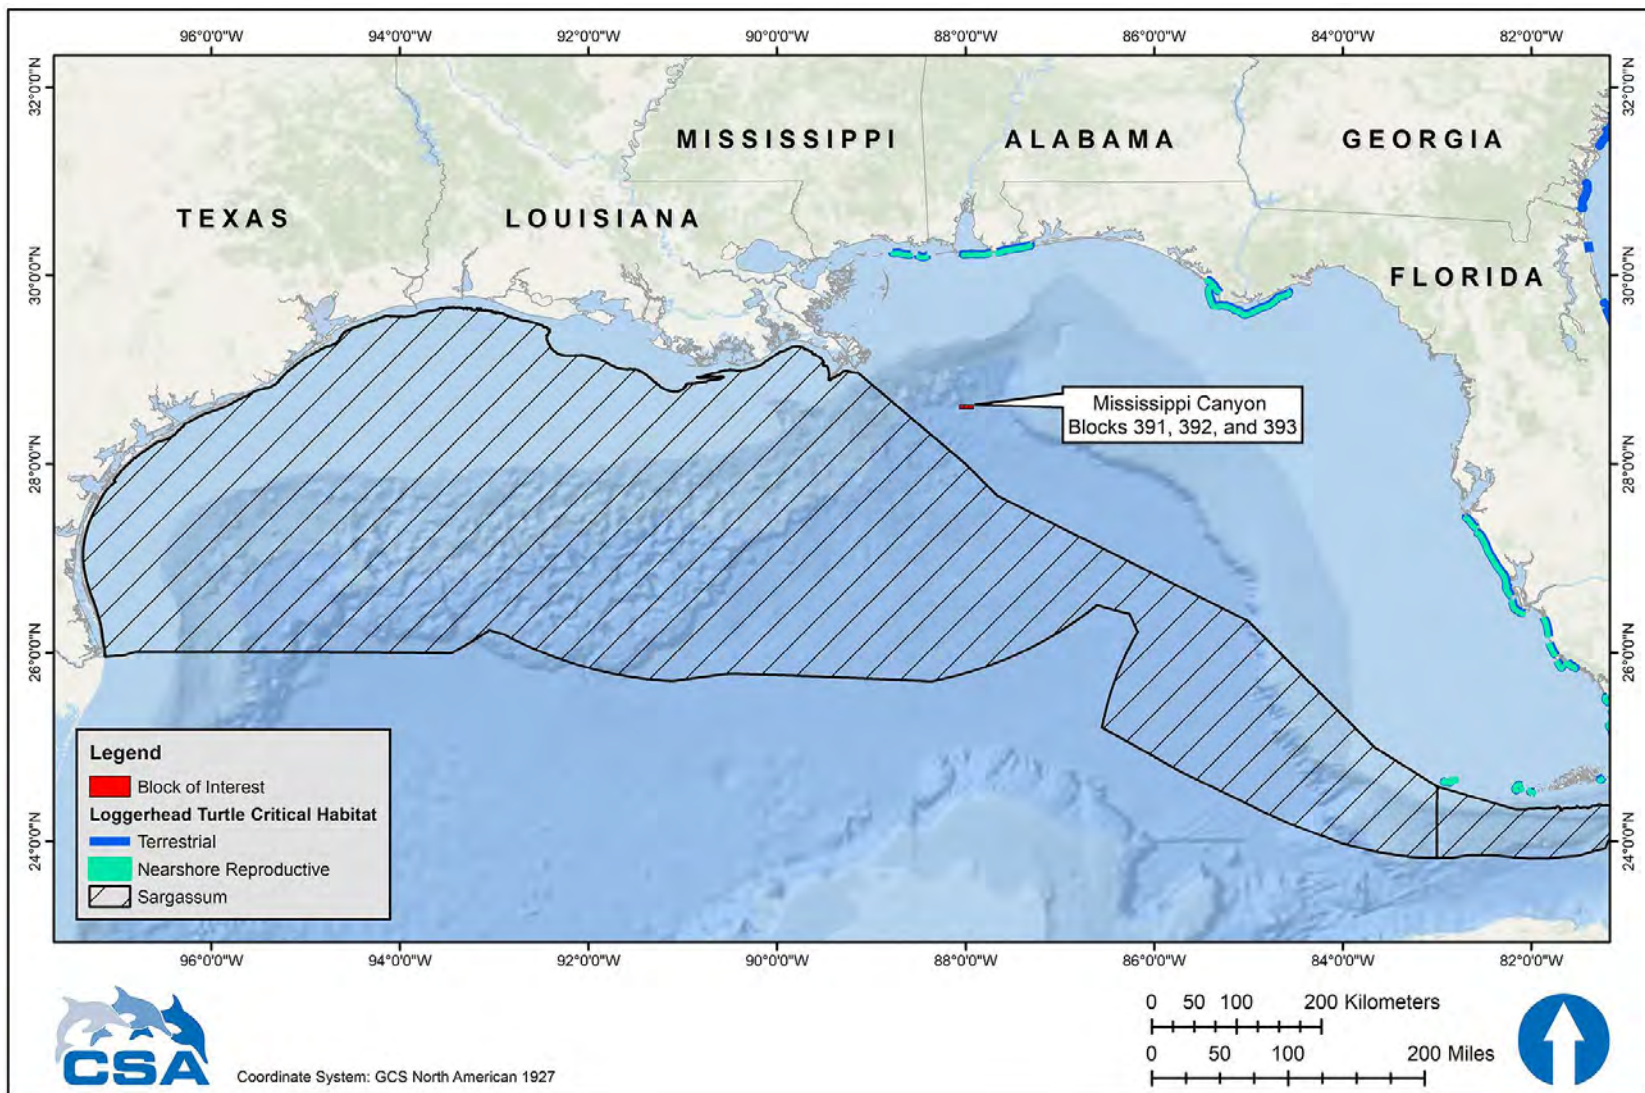 96°0'0"W 94°0'0"W 92°0'0"W 90°0'0"W 88°0'0"W 86°0'0"W 84°0'0"W 82°0'0"W
32°0'0"N 32°0'0"N
MISSISSIPPI ALABAMA GEORGIA
TEXAS LOUISIANA
30°0'0"N FLORIDA 30°0'0"N
Mississippi Canyon
Blocks 391, 392, and 393
28°0'0"N 28°0'0"N
26°0'0"N 26°0'0"N
Legend
Block of Interest
Loggerhead Turtle Critical Habitat
Terrestrial
Nearshore Reproductive
Sargassum
24°0'0"N 24°0'0"N
96°0'0"W 94°0'0"W 92°0'0"W 90°0'0"W 88°0'0"W 86°0'0"W 84°0'0"W 82°0'0"W
CSA
Coordinate System: GCS North American 1927
0 50 100 200 Kilometers
0 50 100 200 Miles